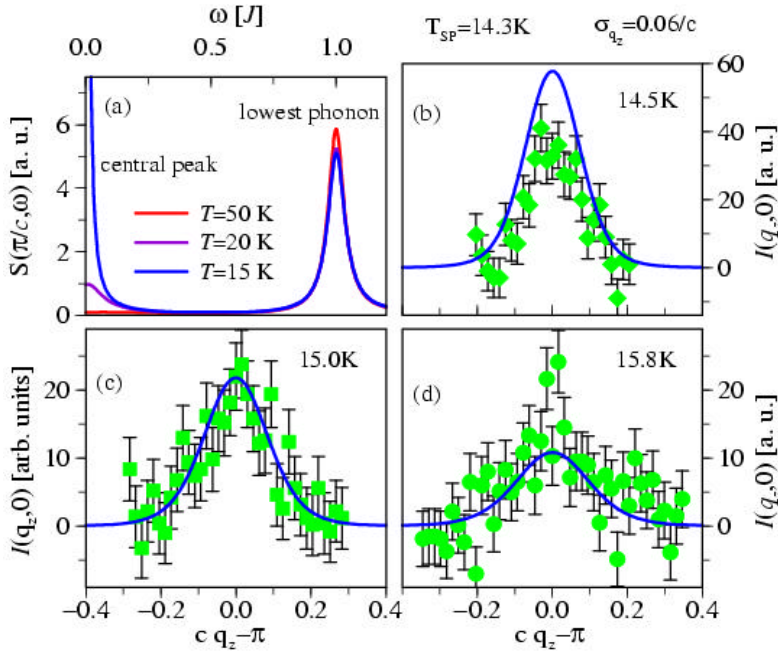 ω [J]
T_SP=14.3K σ_q_z=0.06/c
0.0 0.5 1.0
S(π/c,ω) [a. u.]
6
4
2
0
(a)
lowest phonon
central peak
T=50 K
T=20 K
T=15 K
(b)
14.5K
60
40
20
0
I(q_z,0) [a. u.]
I(q_z,0) [arb. units]
20
10
0
(c)
15.0K
−0.4 −0.2 0.0 0.2 0.4
c q_z−π
(d)
15.8K
20
10
0
I(q_z,0) [a. u.]
−0.2 0.0 0.2 0.4
c q_z−π